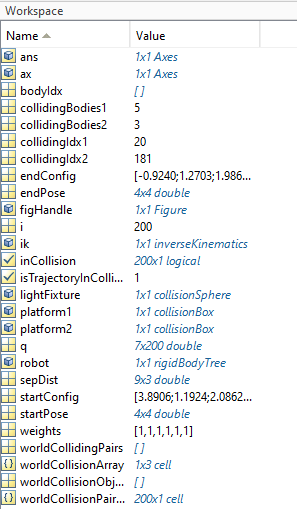 Workspace
Name Value
ans 1x1 Axes
ax 1x1 Axes
bodyIdx []
collidingBodies1 5
collidingBodies2 3
collidingIdx1 20
collidingIdx2 181
endConfig [-0.9240;1.2703;1.986...
endPose 4x4 double
figHandle 1x1 Figure
i 200
ik 1x1 inverseKinematics
inCollision 200x1 logical
isTrajectoryInColli... 1
lightFixture 1x1 collisionSphere
platform1 1x1 collisionBox
platform2 1x1 collisionBox
q 7x200 double
robot 1x1 rigidBodyTree
sepDist 9x3 double
startConfig [3.8906;1.1924;2.0862...
startPose 4x4 double
weights [1,1,1,1,1,1]
worldCollidingPairs []
worldCollisionArray 1x3 cell
worldCollisionObj... []
worldCollisionPair... 200x1 cell